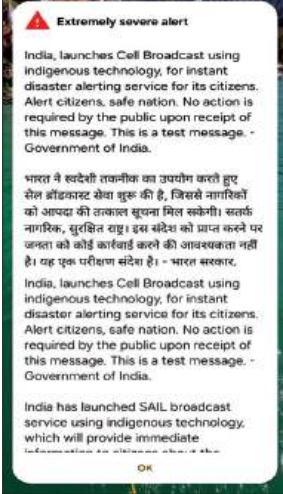 Extremely severe alert
India, launches Cell Broadcast using
indigenous technology, for instant
disaster alerting service for its citizens.
Alert citizens, safe nation. No action is
required by the public upon receipt of
this message. This is a test message. -
Government of India.
भारत ने स्वदेशी तकनीक का उपयोग करते हुए
सेल ब्रॉडकास्ट सेवा शुरू की है, जिससे नागरिकों
को आपदा की तत्काल सूचना मिल सकेगी। सतर्क
नागरिक, सुरक्षित राष्ट्र। इस संदेश को प्राप्त करने पर
जनता को कोई कार्रवाई करने की आवश्यकता नहीं
है। यह एक परीक्षण संदेश है। - भारत सरकार.
India, launches Cell Broadcast using
indigenous technology, for instant
disaster alerting service for its citizens.
Alert citizens, safe nation. No action is
required by the public upon receipt of
this message. This is a test message. -
Government of India.
India has launched SAIL broadcast
service using indigenous technology,
which will provide immediate
OK